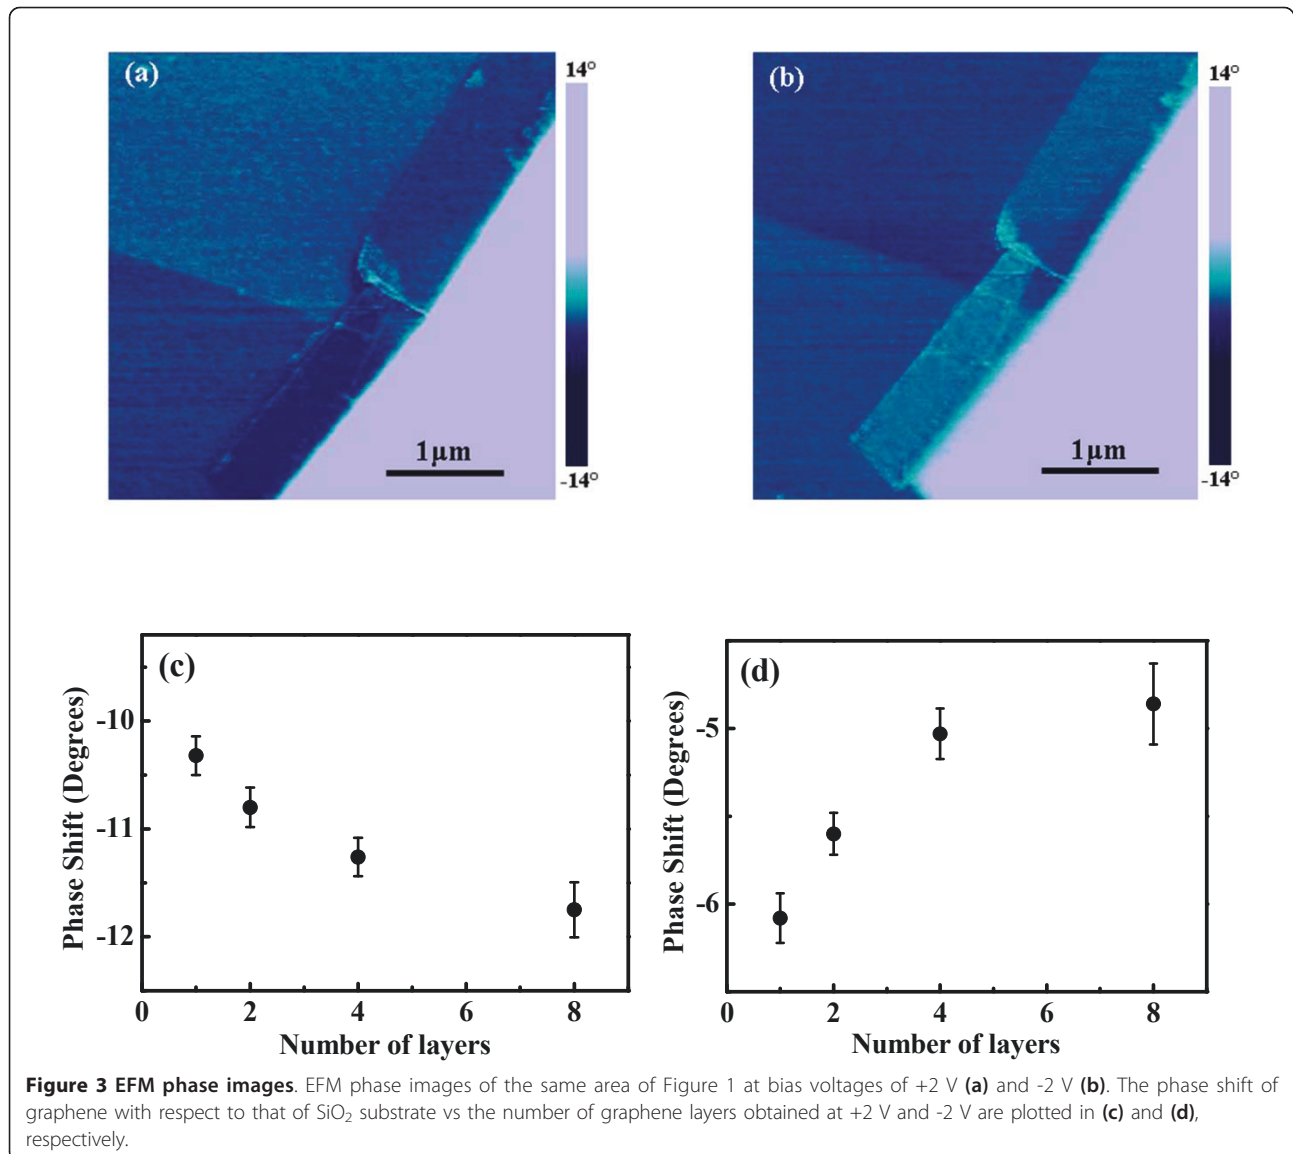 (a)
14°
1μm
-14°
(b)
14°
1μm
-14°
(c)
Phase Shift (Degrees)
-10
-11
-12
0 2 4 6 8
Number of layers
(d)
Phase Shift (Degrees)
-5
-6
0 2 4 6 8
Number of layers
Figure 3 EFM phase images. EFM phase images of the same area of Figure 1 at bias voltages of +2 V (a) and -2 V (b). The phase shift of
graphene with respect to that of SiO₂ substrate vs the number of graphene layers obtained at +2 V and -2 V are plotted in (c) and (d),
respectively.